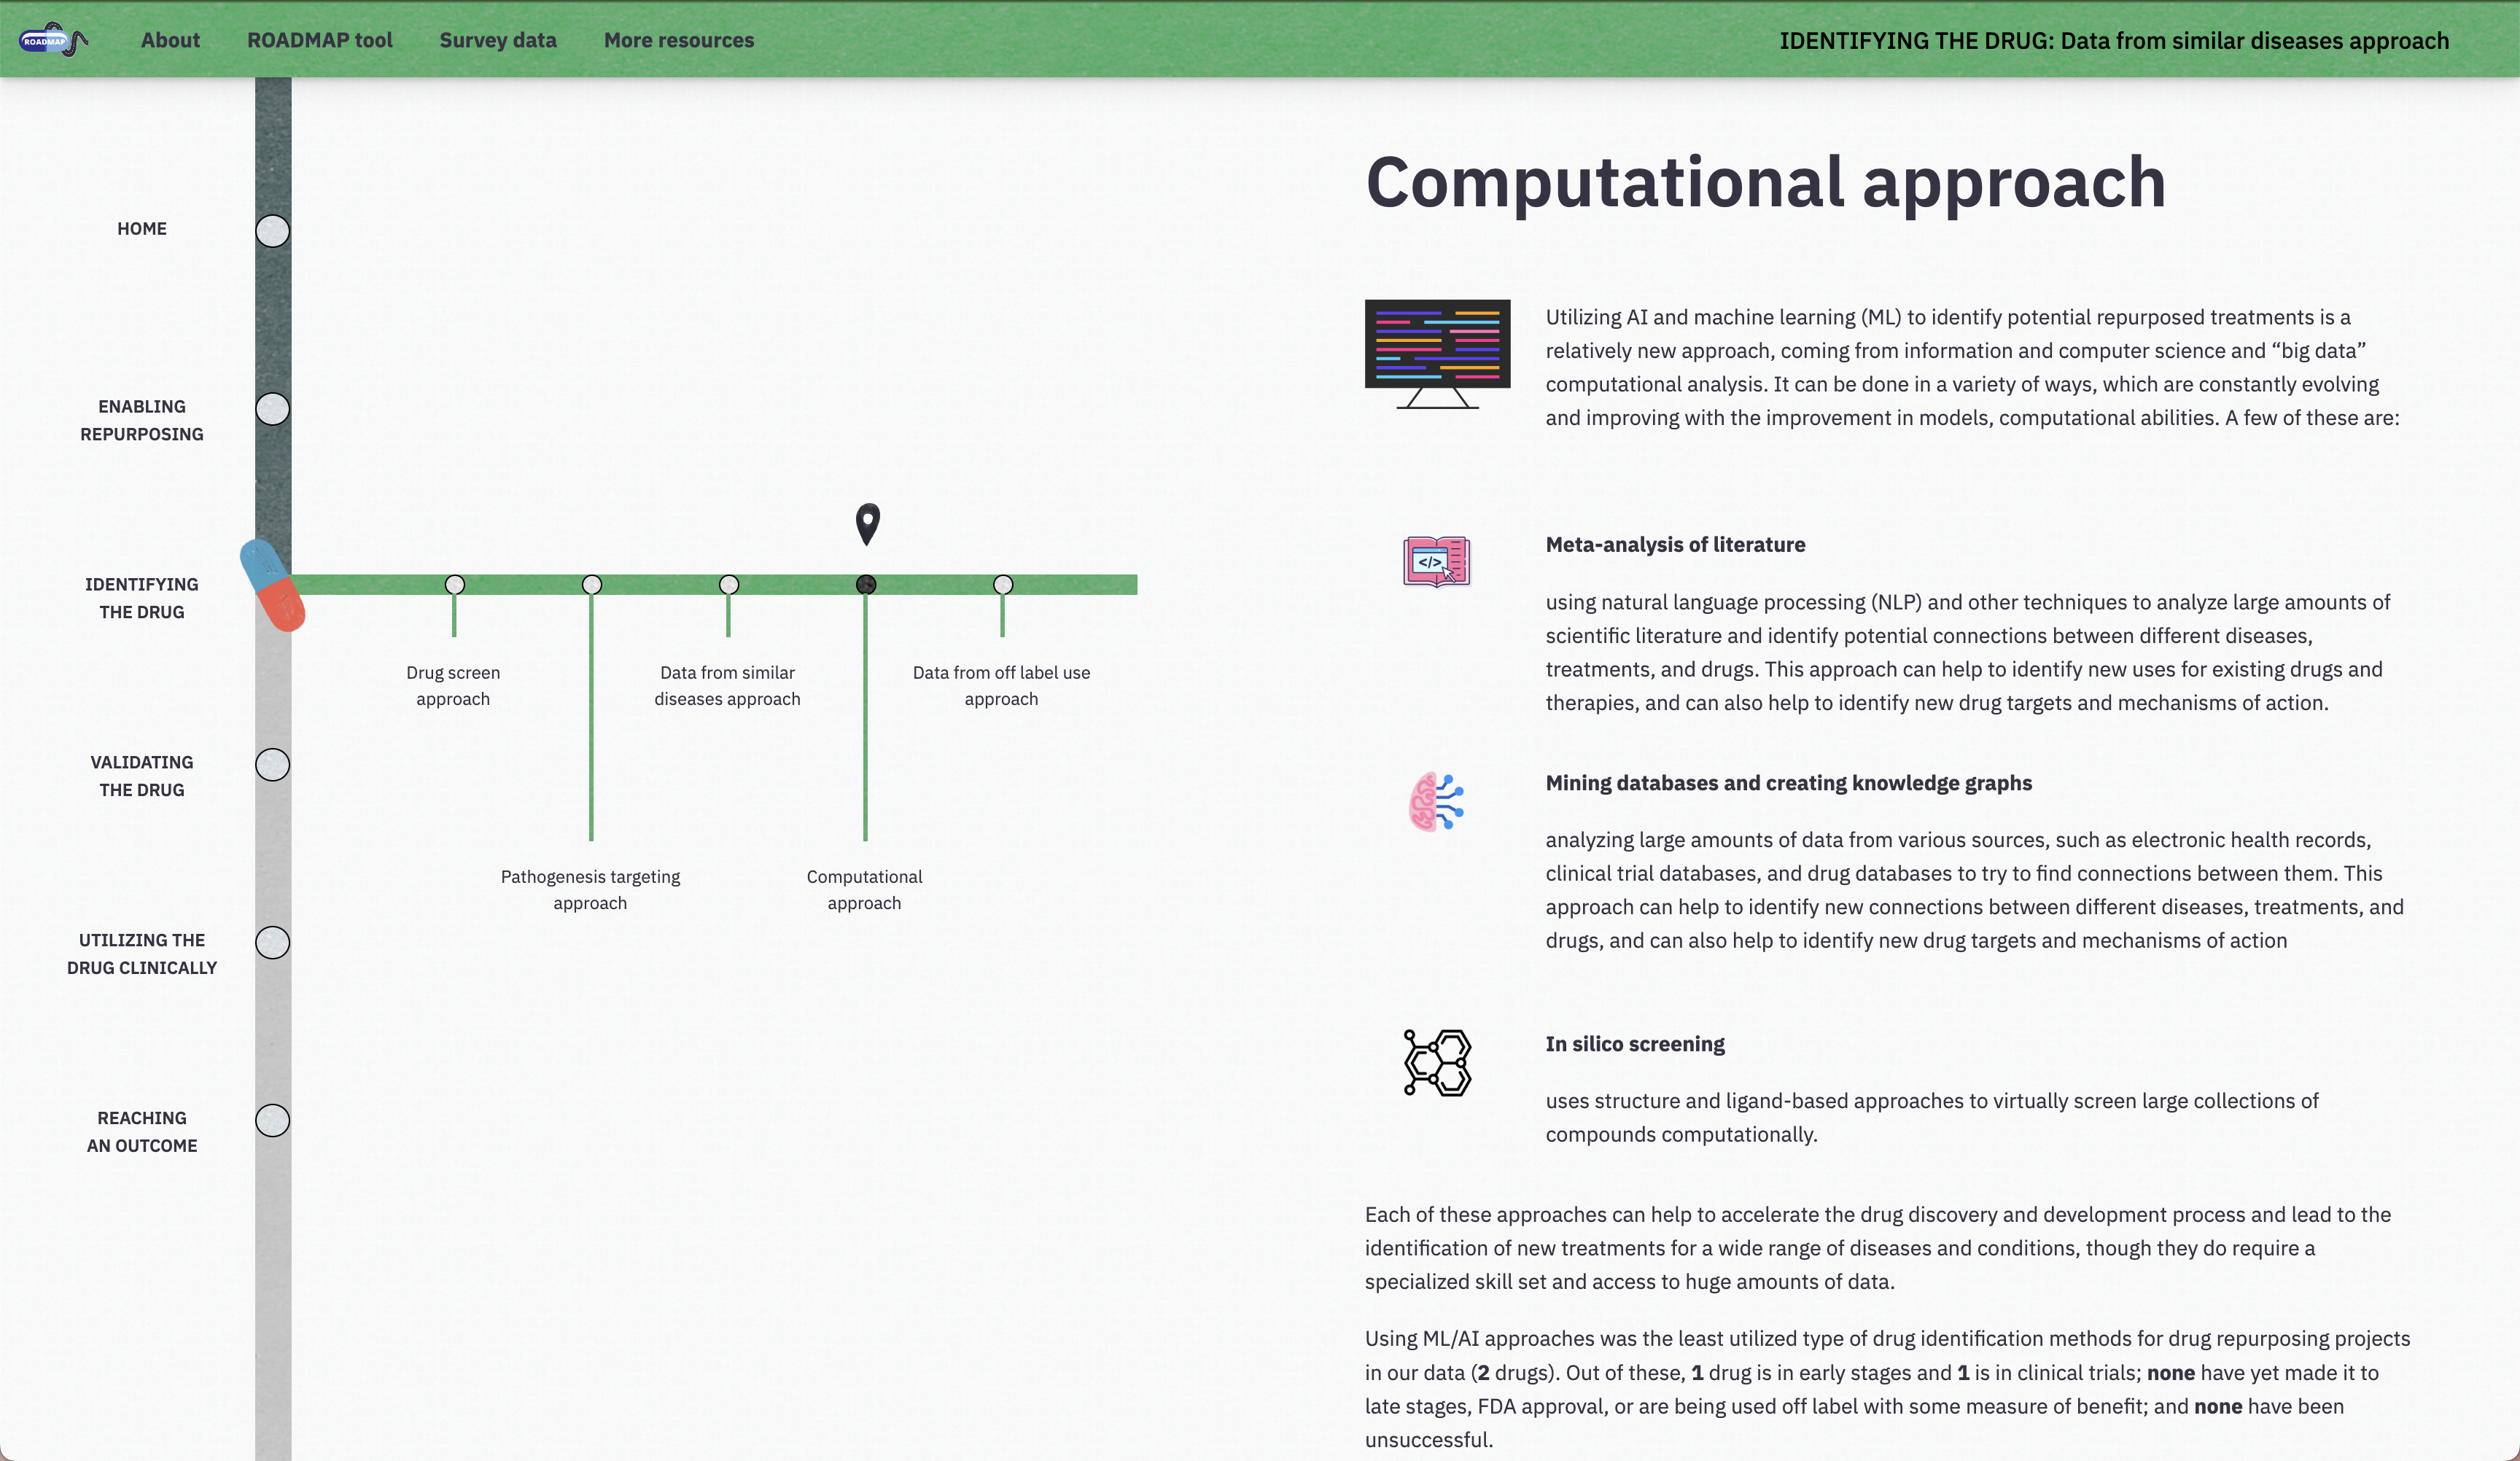 ROADMAP
About
ROADMAP tool
Survey data
More resources
IDENTIFYING THE DRUG: Data from similar diseases approach
HOME
ENABLING
REPURPOSING
IDENTIFYING
THE DRUG
VALIDATING
THE DRUG
UTILIZING THE
DRUG CLINICALLY
REACHING
AN OUTCOME
Drug screen
approach
Pathogenesis targeting
approach
Data from similar
diseases approach
Computational
approach
Data from off label use
approach
Computational approach
Utilizing AI and machine learning (ML) to identify potential repurposed treatments is a
relatively new approach, coming from information and computer science and “big data”
computational analysis. It can be done in a variety of ways, which are constantly evolving
and improving with the improvement in models, computational abilities. A few of these are:
</>
Meta-analysis of literature
using natural language processing (NLP) and other techniques to analyze large amounts of
scientific literature and identify potential connections between different diseases,
treatments, and drugs. This approach can help to identify new uses for existing drugs and
therapies, and can also help to identify new drug targets and mechanisms of action.
Mining databases and creating knowledge graphs
analyzing large amounts of data from various sources, such as electronic health records,
clinical trial databases, and drug databases to try to find connections between them. This
approach can help to identify new connections between different diseases, treatments, and
drugs, and can also help to identify new drug targets and mechanisms of action
In silico screening
uses structure and ligand-based approaches to virtually screen large collections of
compounds computationally.
Each of these approaches can help to accelerate the drug discovery and development process and lead to the
identification of new treatments for a wide range of diseases and conditions, though they do require a
specialized skill set and access to huge amounts of data.
Using ML/AI approaches was the least utilized type of drug identification methods for drug repurposing projects
in our data (2 drugs). Out of these, 1 drug is in early stages and 1 is in clinical trials; none have yet made it to
late stages, FDA approval, or are being used off label with some measure of benefit; and none have been
unsuccessful.